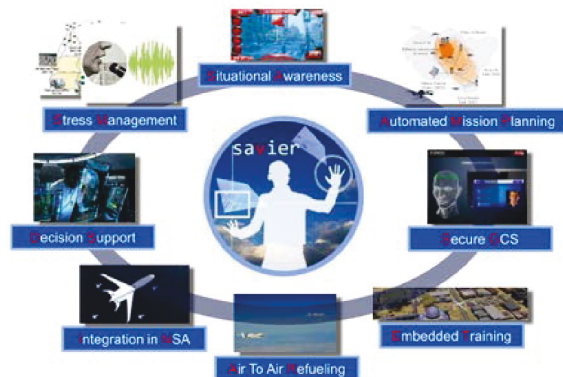 Situational Awareness
Stress Management
Automated Mission Planning
savier
Decision Support
Secure GCS
Integration in NSA
Embedded Training
Air To Air Refueling